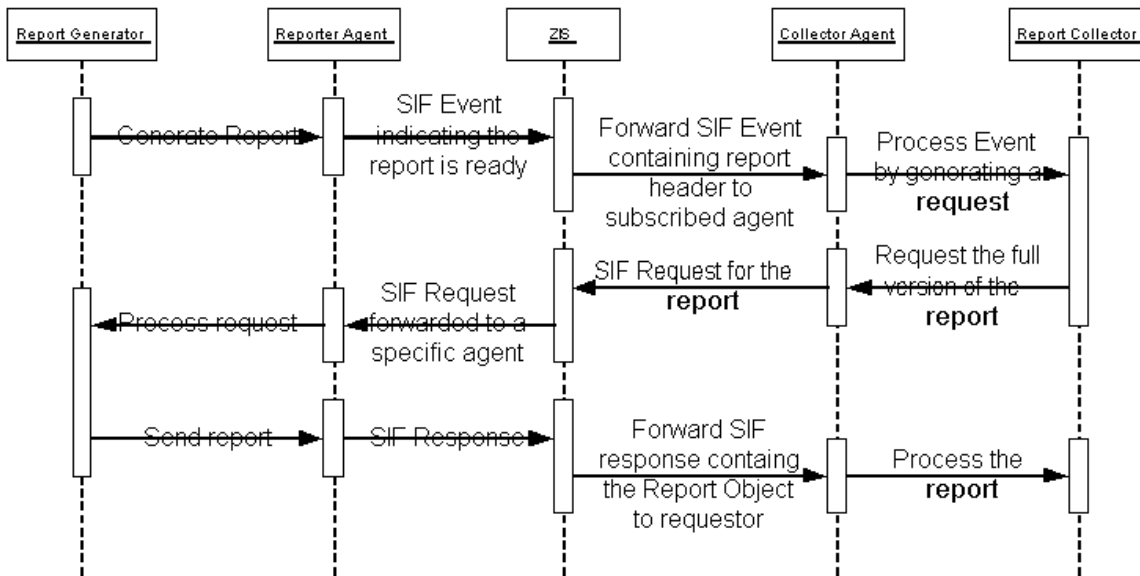 Report Generator
Reporter Agent
ZIS
Collector Agent
Report Collector
Generate Report
SIF Event
indicating the
report is ready
Forward SIF Event
containing report
header to
subscribed agent
Process Event
by generating a
request
Request the full
version of the
report
SIF Request for the
report
SIF Request
forwarded to a
specific agent
Process request
Send report
SIF Response
Forward SIF
response containg
the Report Object
to requestor
Process the
report